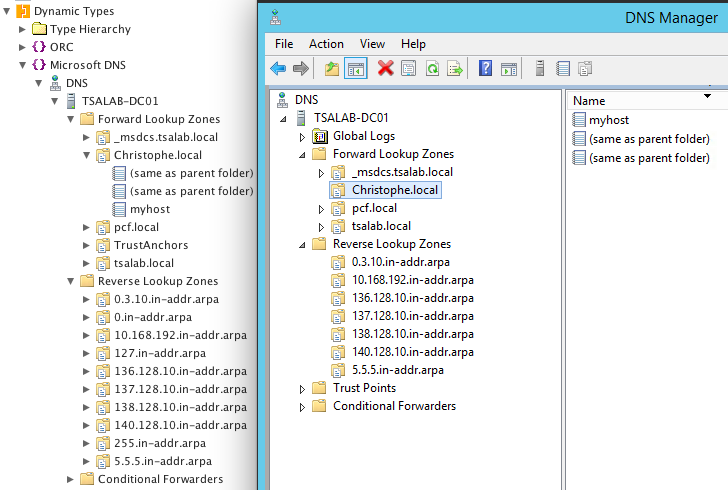 Dynamic Types
Type Hierarchy
ORC
Microsoft DNS
DNS
TSALAB-DC01
Forward Lookup Zones
_msdcs.tsalab.local
Christophe.local
(same as parent folder)
(same as parent folder)
myhost
pcf.local
TrustAnchors
tsalab.local
Reverse Lookup Zones
0.3.10.in-addr.arpa
0.in-addr.arpa
10.168.192.in-addr.arpa
127.in-addr.arpa
136.128.10.in-addr.arpa
137.128.10.in-addr.arpa
138.128.10.in-addr.arpa
140.128.10.in-addr.arpa
255.in-addr.arpa
5.5.5.in-addr.arpa
Conditional Forwarders
DNS Manager
File Action View Help
DNS
TSALAB-DC01
Global Logs
Forward Lookup Zones
_msdcs.tsalab.local
Christophe.local
pcf.local
tsalab.local
Reverse Lookup Zones
0.3.10.in-addr.arpa
10.168.192.in-addr.arpa
136.128.10.in-addr.arpa
137.128.10.in-addr.arpa
138.128.10.in-addr.arpa
140.128.10.in-addr.arpa
5.5.5.in-addr.arpa
Trust Points
Conditional Forwarders
Name
myhost
(same as parent folder)
(same as parent folder)